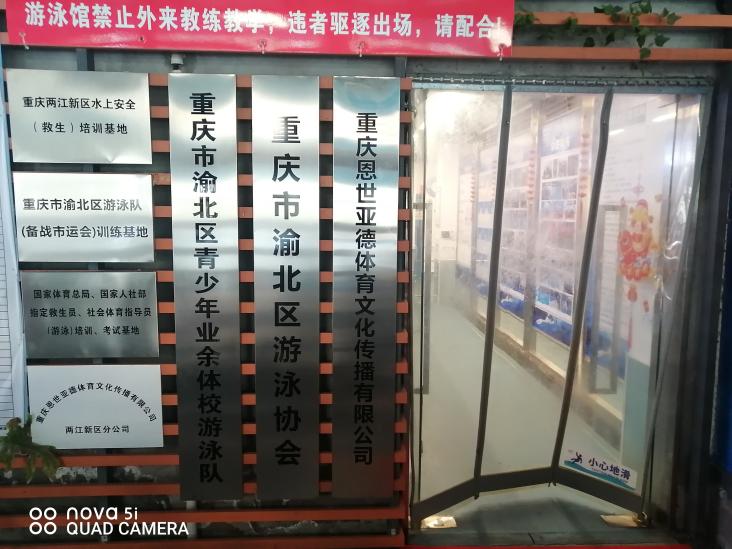 游泳馆禁止外来教练教学，违者驱逐出场，请配合!
重庆两江新区水上安全
（救生）培训基地
重庆市渝北区游泳队
(备战市运会)训练基地
国家体育总局、国家人社部
指定救生员、社会体育指导员
(游泳)培训、考试基地
重庆恩世亚德体育文化传播有限公司
两江新区分公司
重庆市渝北区青少年业余体校游泳队
重庆市渝北区游泳协会
重庆恩世亚德体育文化传播有限公司
小心地滑
nova 5i
QUAD CAMERA